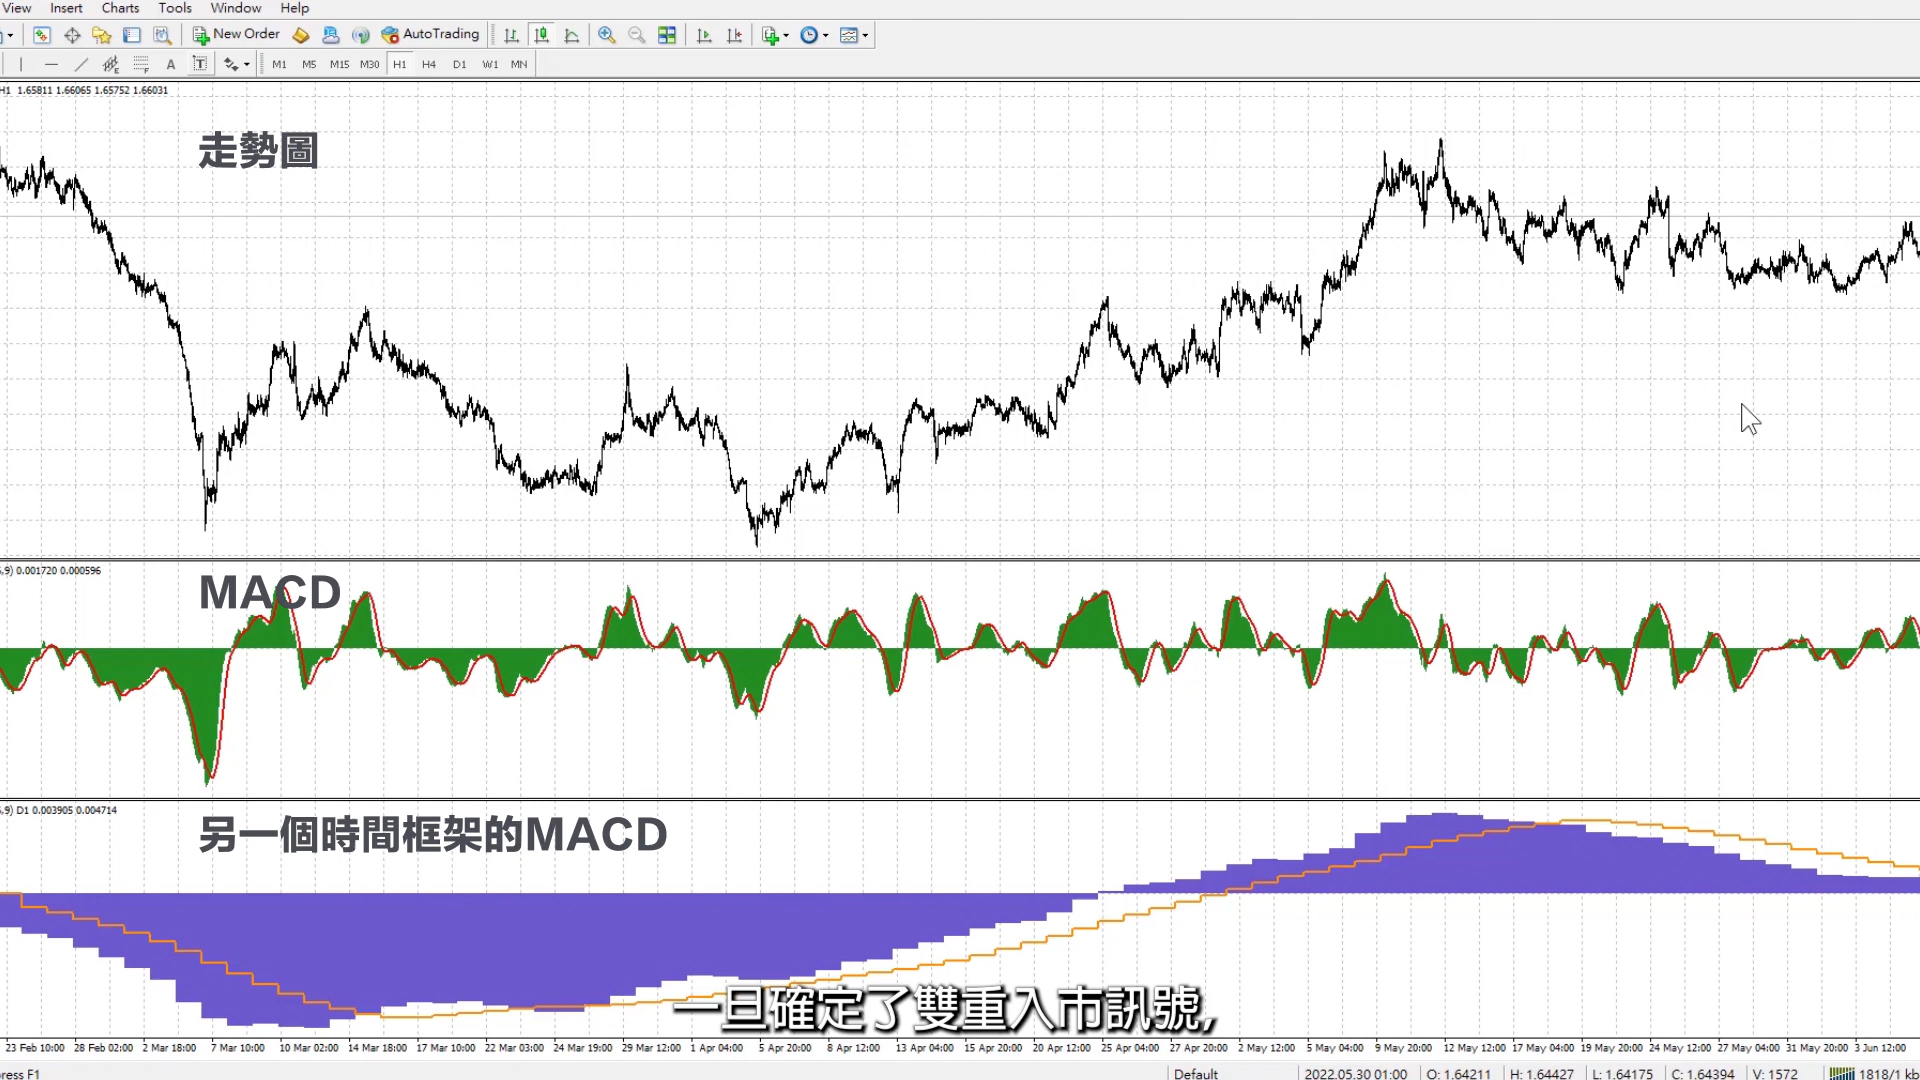 View Insert Charts Tools Window Help
New Order AutoTrading
A T M1 M5 M15 M30 H1 H4 D1 W1 MN
H1 1.65811 1.66065 1.65752 1.66031
走勢圖
,9) 0.001720 0.000596
MACD
,9) D1 0.003905 0.004714
另一個時間框架的MACD
一旦確定了雙重入市訊號,
23 Feb 10:00 28 Feb 02:00 2 Mar 18:00 7 Mar 10:00 10 Mar 02:00 14 Mar 18:00 17 Mar 10:00 22 Mar 03:00 24 Mar 19:00 29 Mar 12:00 1 Apr 04:00 5 Apr 20:00 8 Apr 12:00 13 Apr 04:00 15 Apr 20:00 20 Apr 12:00 25 Apr 04:00 27 Apr 20:00 2 May 12:00 5 May 04:00 9 May 20:00 12 May 12:00 17 May 04:00 19 May 20:00 24 May 12:00 27 May 04:00 31 May 20:00 3 Jun 12:00
ress F1 Default 2022.05.30 01:00 O: 1.64211 H: 1.64427 L: 1.64175 C: 1.64394 V: 1572 1818/1 kb